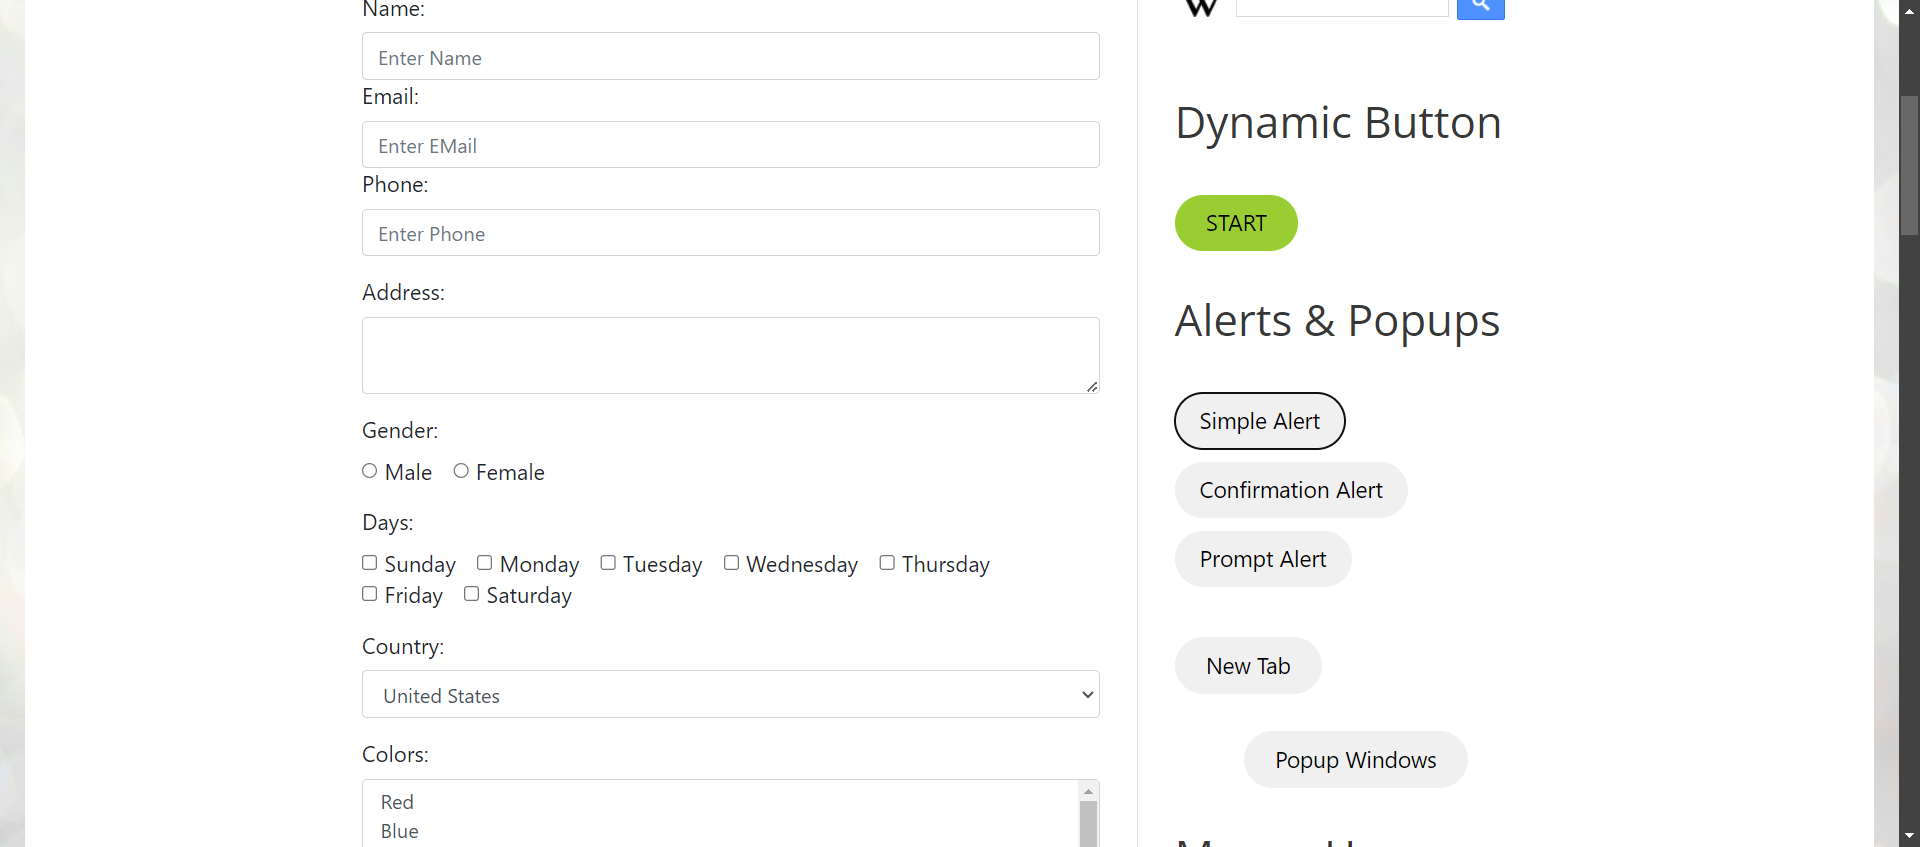 Name:
Enter Name
Email:
Enter EMail
Phone:
Enter Phone
Address:
Gender:
Male Female
Days:
Sunday Monday Tuesday Wednesday Thursday
Friday Saturday
Country:
United States
Colors:
Red
Blue
W
Dynamic Button
START
Alerts & Popups
Simple Alert
Confirmation Alert
Prompt Alert
New Tab
Popup Windows